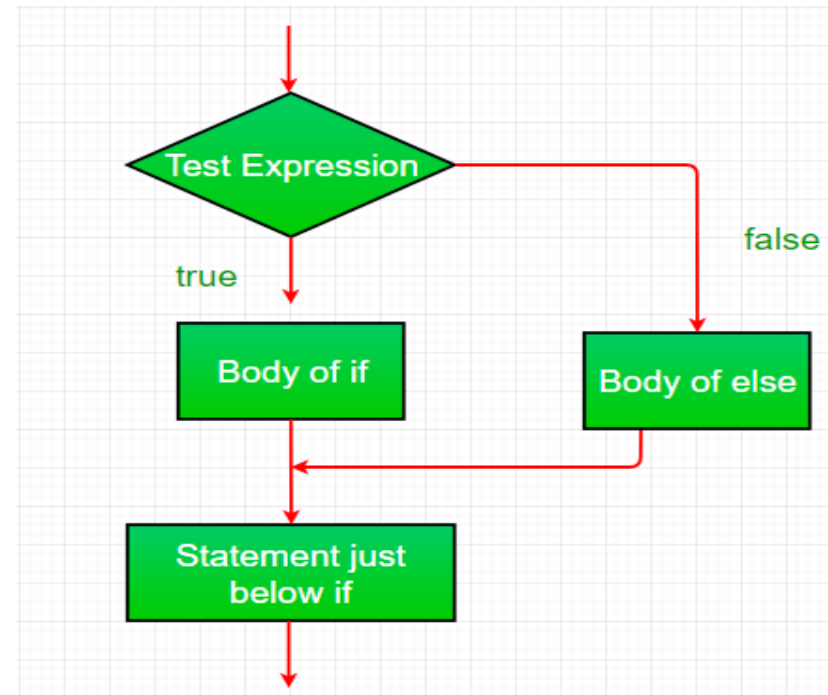 Test Expression
false
true
Body of if
Body of else
Statement just
below if